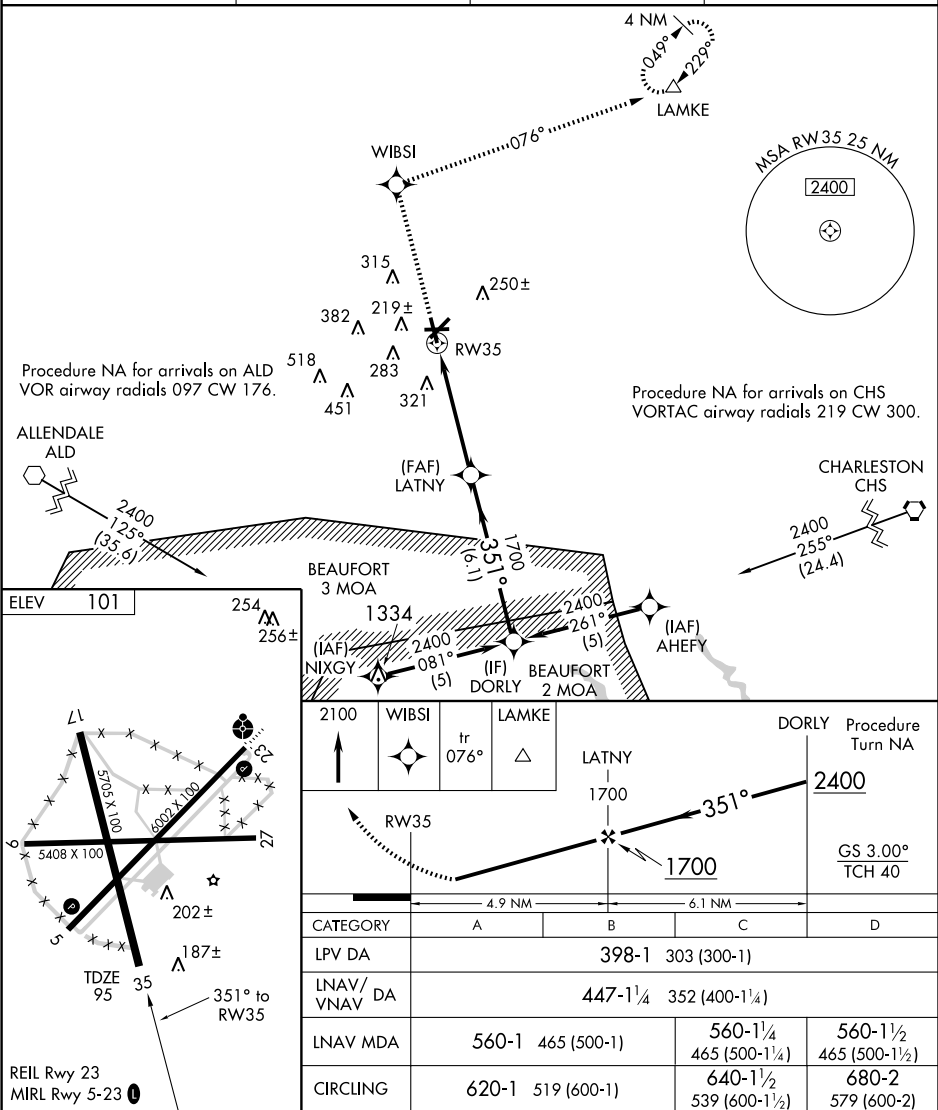 4 NM
049°
229°
LAMKE
076°
WIBSI
MSA RW35 25 NM
2400
315
250±
382
219±
RW35
518
283
451
321
Procedure NA for arrivals on ALD
VOR airway radials 097 CW 176.
Procedure NA for arrivals on CHS
VORTAC airway radials 219 CW 300.
ALLENDALE
ALD
2400
125°
(35.6)
(FAF)
LATNY
CHARLESTON
CHS
2400
255°
(24.4)
1700
351°
(6.1)
BEAUFORT
3 MOA
1334
(IAF)
NIXGY
2400
081°
(5)
2400
261°
(5)
(IF)
DORLY
BEAUFORT
2 MOA
(IAF)
AHEFY
ELEV 101
254
256±
17
23
5705 X 100
6002 X 100
9
5408 X 100
27
P
P
5
202±
187±
TDZE
95
35
351° to
RW35
REIL Rwy 23
MIRL Rwy 5-23 L
2100
WIBSI
tr
076°
LAMKE
DORLY
Procedure
Turn NA
LATNY
1700
2400
351°
RW35
1700
GS 3.00°
TCH 40
4.9 NM
6.1 NM
CATEGORY A B C D
LPV DA 398-1 303 (300-1)
LNAV/
VNAV DA 447-1¼ 352 (400-1¼)
LNAV MDA 560-1 465 (500-1) 560-1¼ 560-1½
465 (500-1¼) 465 (500-1½)
CIRCLING 620-1 519 (600-1) 640-1½ 680-2
539 (600-1½) 579 (600-2)